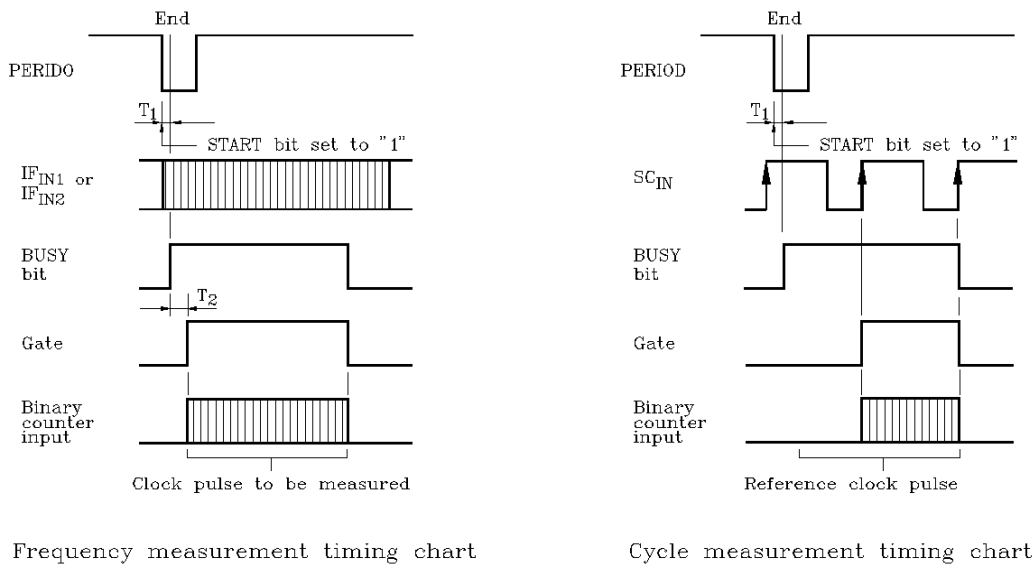 End
PERIDO
T1
START bit set to "1"
IFIN1 or
IFIN2
BUSY
bit
T2
Gate
Binary
counter
input
Clock pulse to be measured
Frequency measurement timing chart
End
PERIOD
T1
START bit set to "1"
SCIN
BUSY
bit
Gate
Binary
counter
input
Reference clock pulse
Cycle measurement timing chart